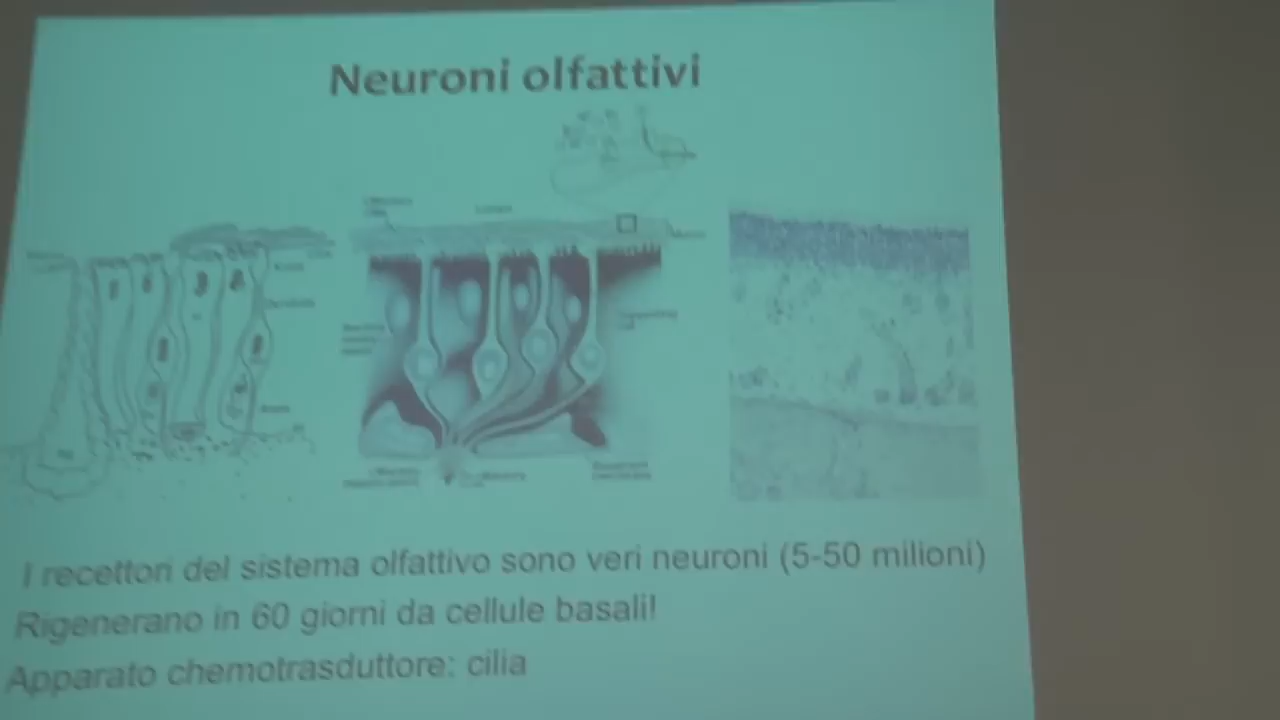 Neuroni olfattivi
I recettori del sistema olfattivo sono veri neuroni (5-50 milioni)
Rigenerano in 60 giorni da cellule basali!
Apparato chemotrasduttore: cilia